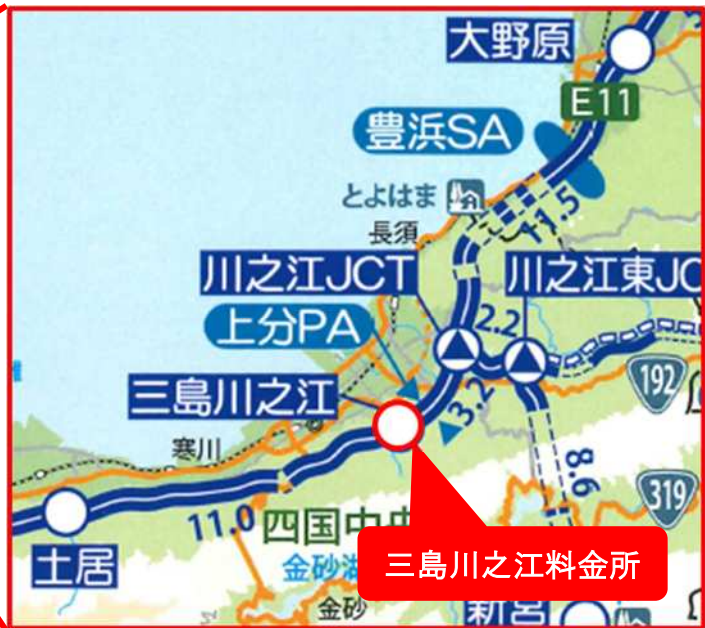 大野原
E11
豊浜SA
とよはま
11.5
長須
川之江JCT
川之江東JC
上分PA
2.2
三島川之江
3.2
192
寒川
8.6
319
11.0
四国中央
土居
金砂湖
三島川之江料金所
金砂
新宮